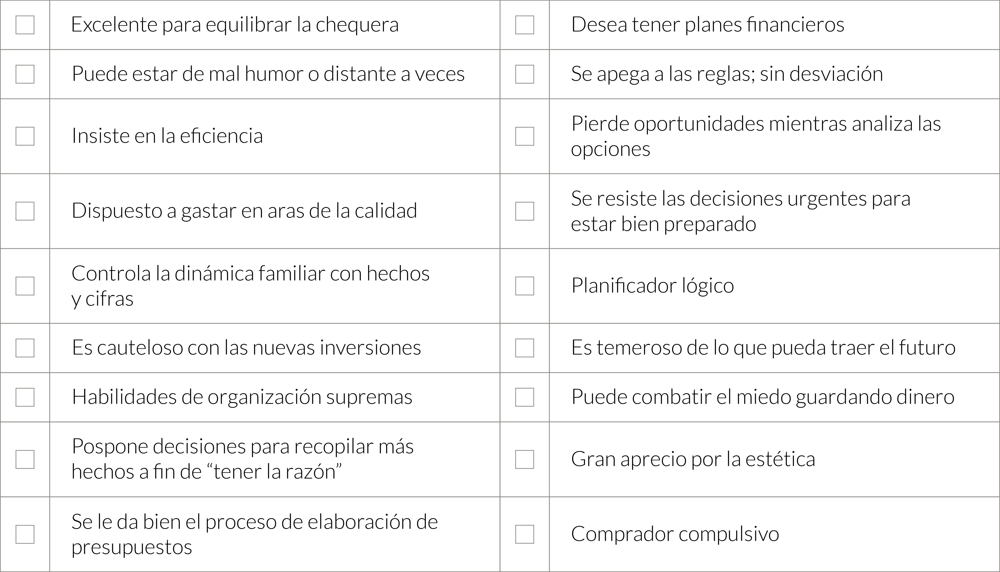 Excelente para equilibrar la chequera
Desea tener planes financieros
Puede estar de mal humor o distante a veces
Se apega a las reglas; sin desviación
Insiste en la eficiencia
Pierde oportunidades mientras analiza las
opciones
Dispuesto a gastar en aras de la calidad
Se resiste las decisiones urgentes para
estar bien preparado
Controla la dinámica familiar con hechos
y cifras
Planificador lógico
Es cauteloso con las nuevas inversiones
Es temeroso de lo que pueda traer el futuro
Habilidades de organización supremas
Puede combatir el miedo guardando dinero
Pospone decisiones para recopilar más
hechos a fin de “tener la razón”
Gran aprecio por la estética
Se le da bien el proceso de elaboración de
presupuestos
Comprador compulsivo